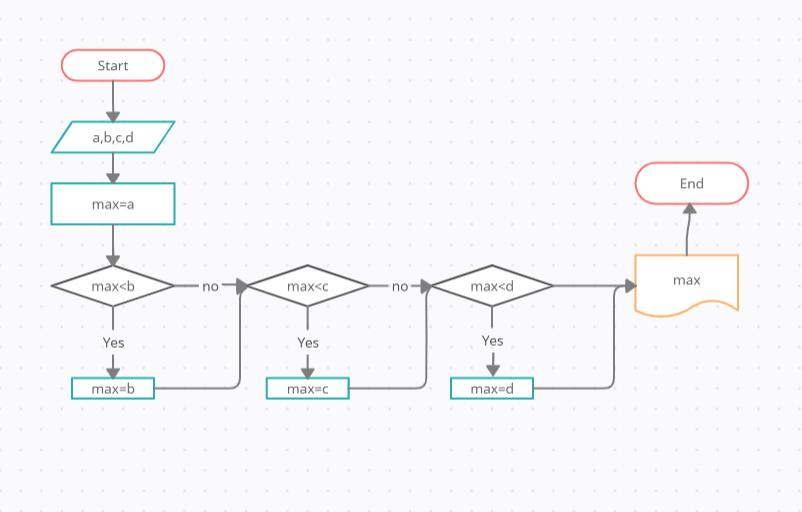 Start
a,b,c,d
max=a
max<b
no
max<c
no
max<d
Yes
Yes
Yes
max=b
max=c
max=d
max
End